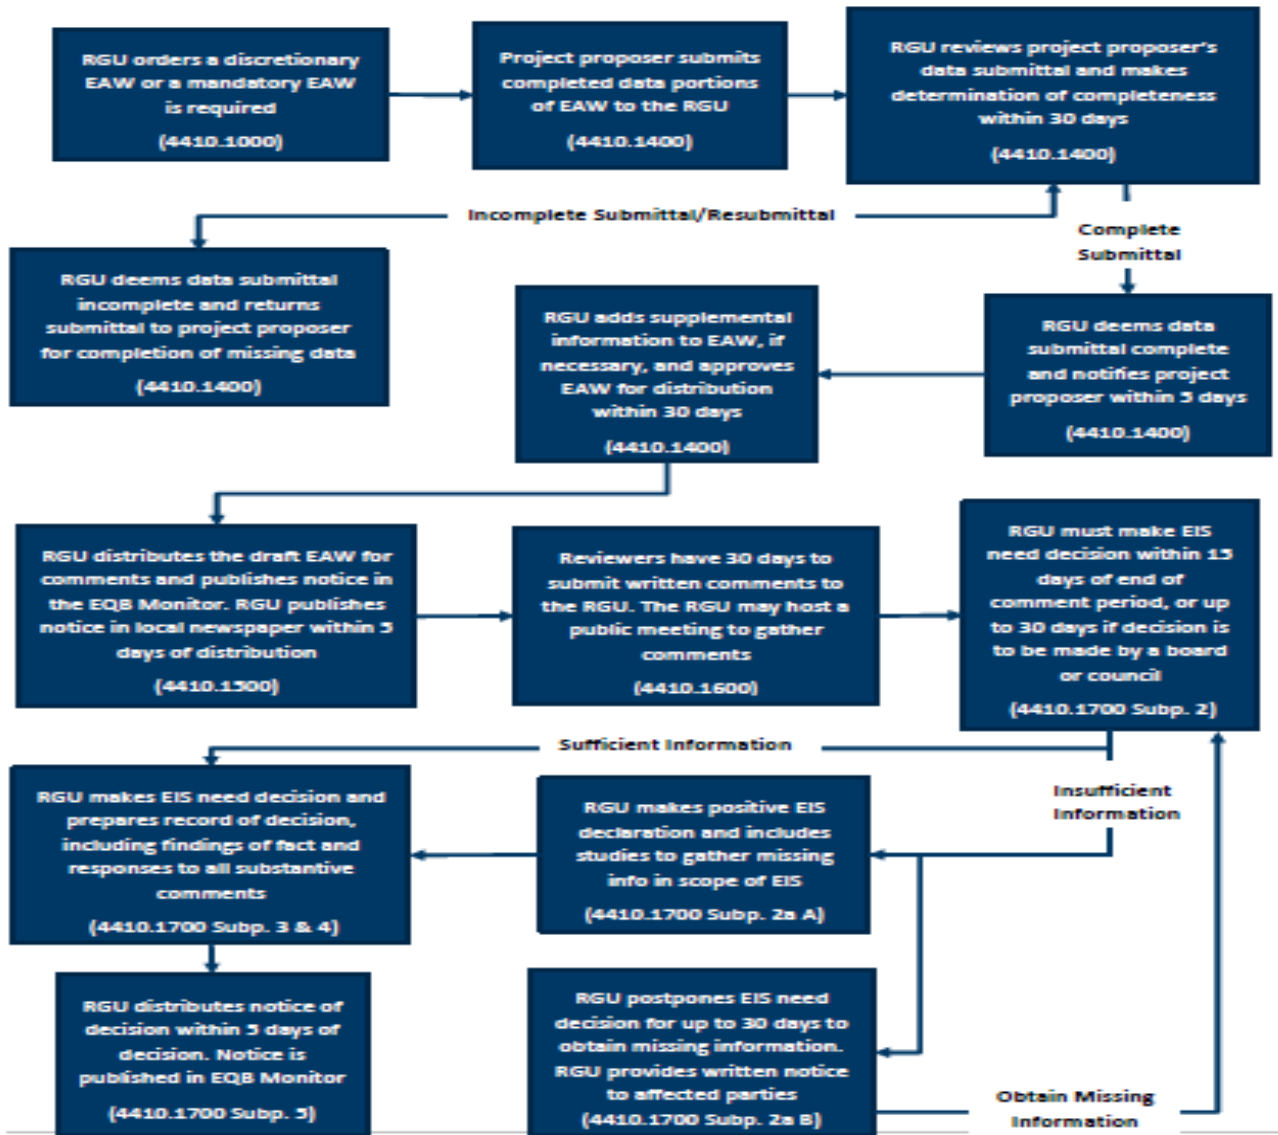 RGU orders a discretionary
EAW or a mandatory EAW
is required
(4410.1000)
Project proposer submits
completed data portions
of EAW to the RGU
(4410.1400)
RGU reviews project proposer's
data submittal and makes
determination of completeness
within 30 days
(4410.1400)
Incomplete Submittal/Resubmittal
Complete
Submittal
RGU deems data submittal
incomplete and returns
submittal to project proposer
for completion of missing data
(4410.1400)
RGU adds supplemental
information to EAW, if
necessary, and approves
EAW for distribution
within 30 days
(4410.1400)
RGU deems data
submittal complete
and notifies project
proposer within 5 days
(4410.1400)
RGU distributes the draft EAW for
comments and publishes notice in
the EQB Monitor. RGU publishes
notice in local newspaper within 5
days of distribution
(4410.1500)
Reviewers have 30 days to
submit written comments to
the RGU. The RGU may host a
public meeting to gather
comments
(4410.1600)
RGU must make EIS
need decision within 15
days of end of
comment period, or up
to 30 days if decision is
to be made by a board
or council
(4410.1700 Subp. 2)
Sufficient Information
Insufficient
Information
RGU makes EIS need decision and
prepares record of decision,
including findings of fact and
responses to all substantive
comments
(4410.1700 Subp. 3 & 4)
RGU makes positive EIS
declaration and includes
studies to gather missing
info in scope of EIS
(4410.1700 Subp. 2a A)
RGU distributes notice of
decision within 5 days of
decision. Notice is
published in EQB Monitor
(4410.1700 Subp. 5)
RGU postpones EIS need
decision for up to 30 days to
obtain missing information.
RGU provides written notice
to affected parties
(4410.1700 Subp. 2a B)
Obtain Missing
Information